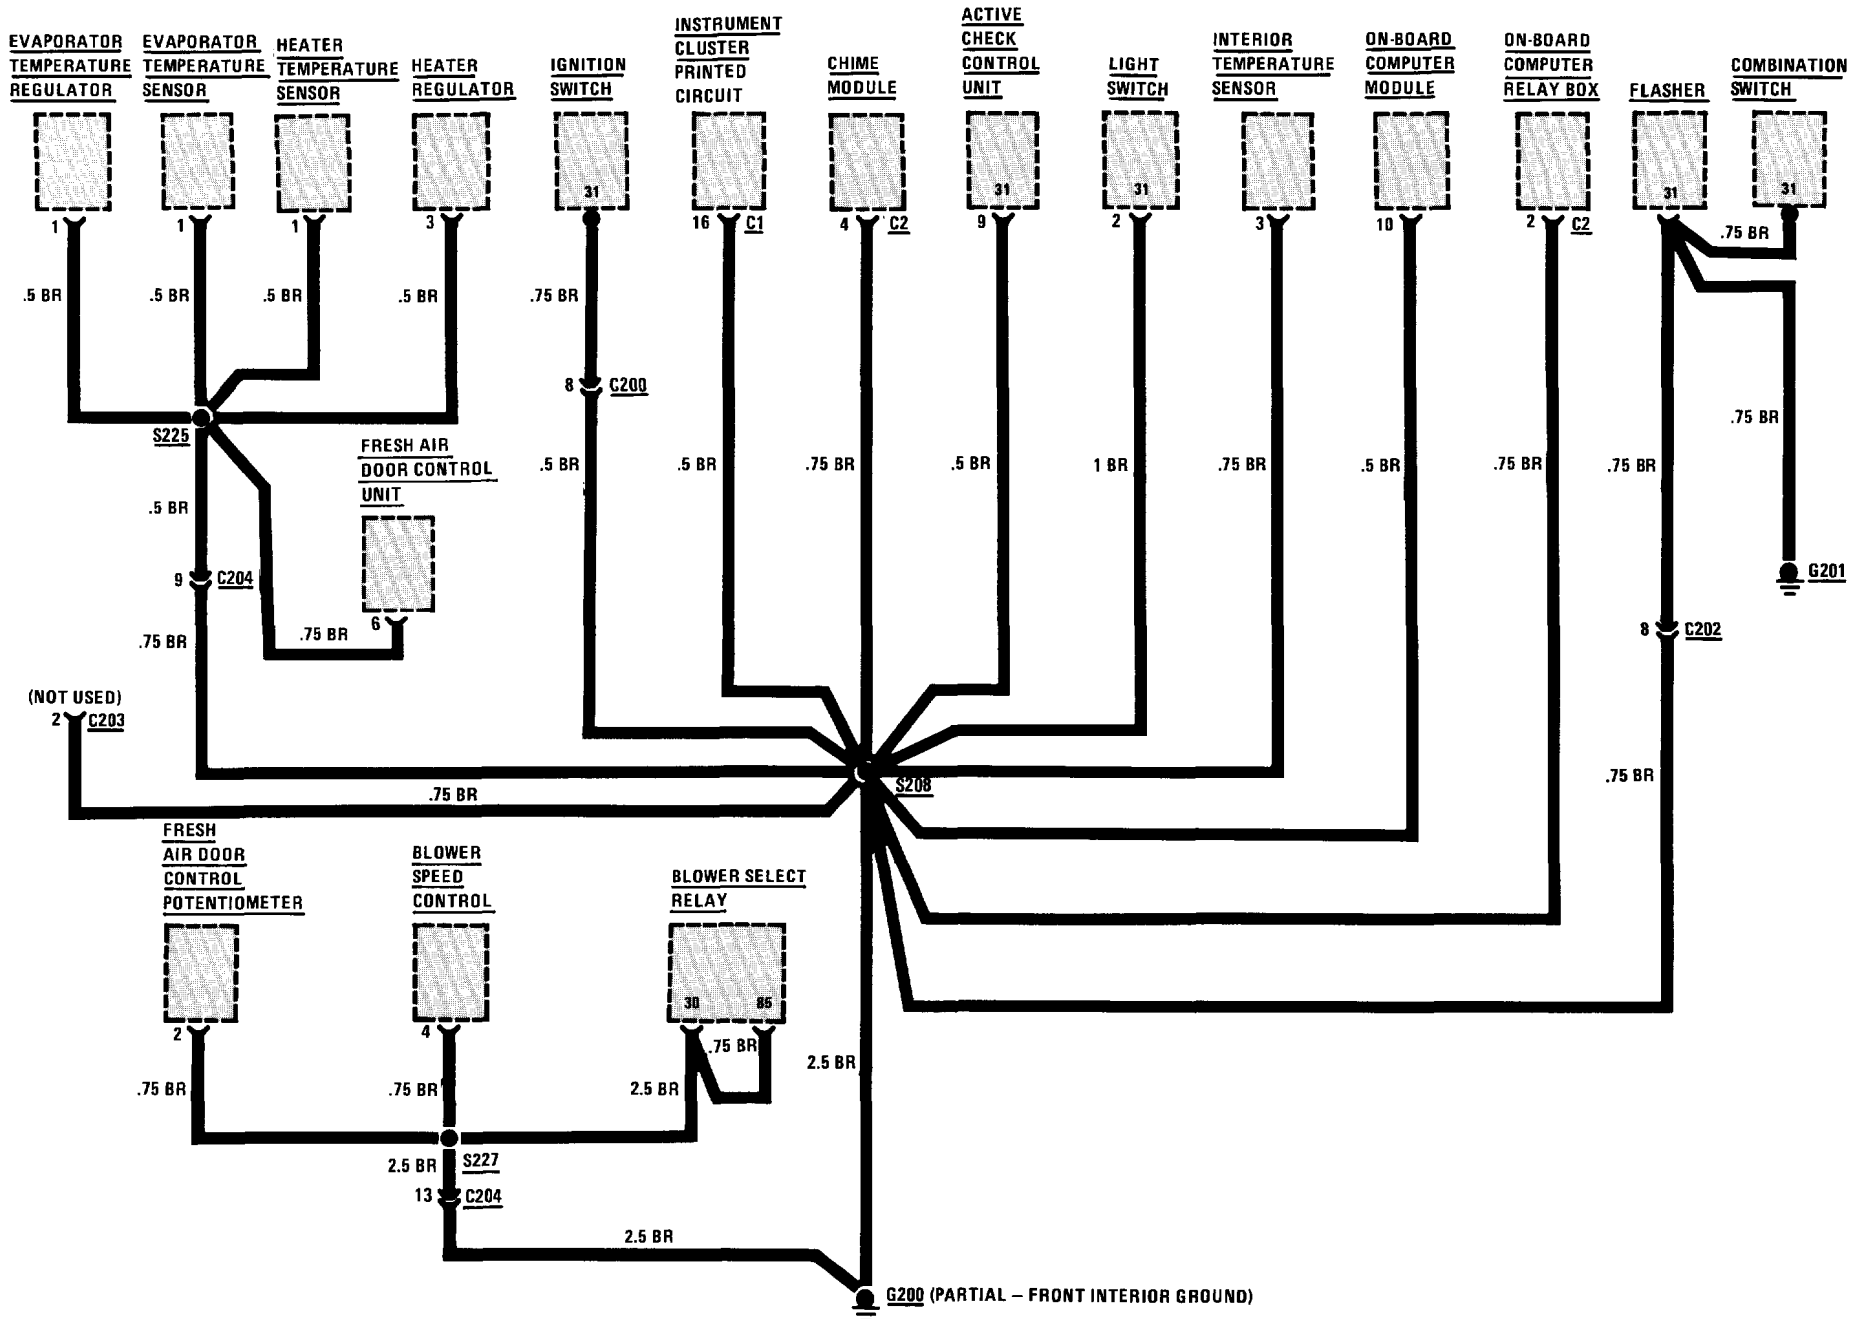 EVAPORATOR
TEMPERATURE
REGULATOR
EVAPORATOR
TEMPERATURE
SENSOR
HEATER
TEMPERATURE
SENSOR
HEATER
REGULATOR
IGNITION
SWITCH
INSTRUMENT
CLUSTER
PRINTED
CIRCUIT
CHIME
MODULE
ACTIVE
CHECK
CONTROL
UNIT
LIGHT
SWITCH
INTERIOR
TEMPERATURE
SENSOR
ON-BOARD
COMPUTER
MODULE
ON-BOARD
COMPUTER
RELAY BOX
FLASHER
COMBINATION
SWITCH
31
31
31
31
31
1
1
1
3
16
C1
4
C2
9
2
3
10
2
C2
.75 BR
.5 BR
.5 BR
.5 BR
.5 BR
.75 BR
8
C200
.75 BR
S225
FRESH AIR
DOOR CONTROL
UNIT
.5 BR
.5 BR
.75 BR
.5 BR
1 BR
.75 BR
.5 BR
.75 BR
.75 BR
.5 BR
9
C204
G201
6
.75 BR
.75 BR
8
C202
(NOT USED)
2
C203
S208
.75 BR
.75 BR
FRESH
AIR DOOR
CONTROL
POTENTIOMETER
BLOWER
SPEED
CONTROL
BLOWER SELECT
RELAY
30
85
2
4
.75 BR
2.5 BR
.75 BR
.75 BR
2.5 BR
2.5 BR
S227
13
C204
2.5 BR
G200 (PARTIAL – FRONT INTERIOR GROUND)